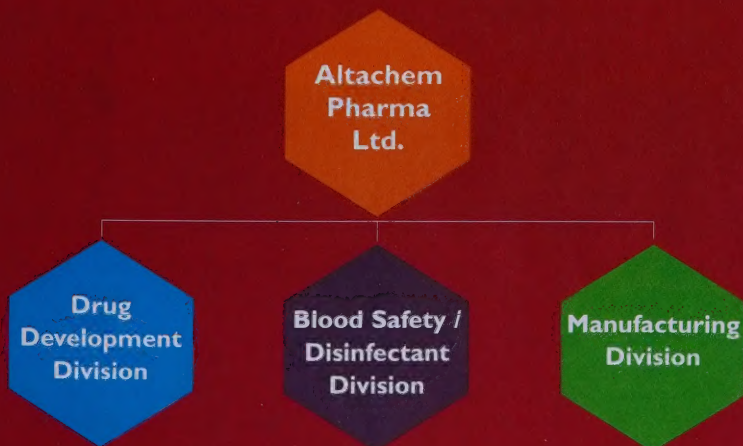 Altachem
Pharma
Ltd.
Drug
Development
Division
Blood Safety /
Disinfectant
Division
Manufacturing
Division